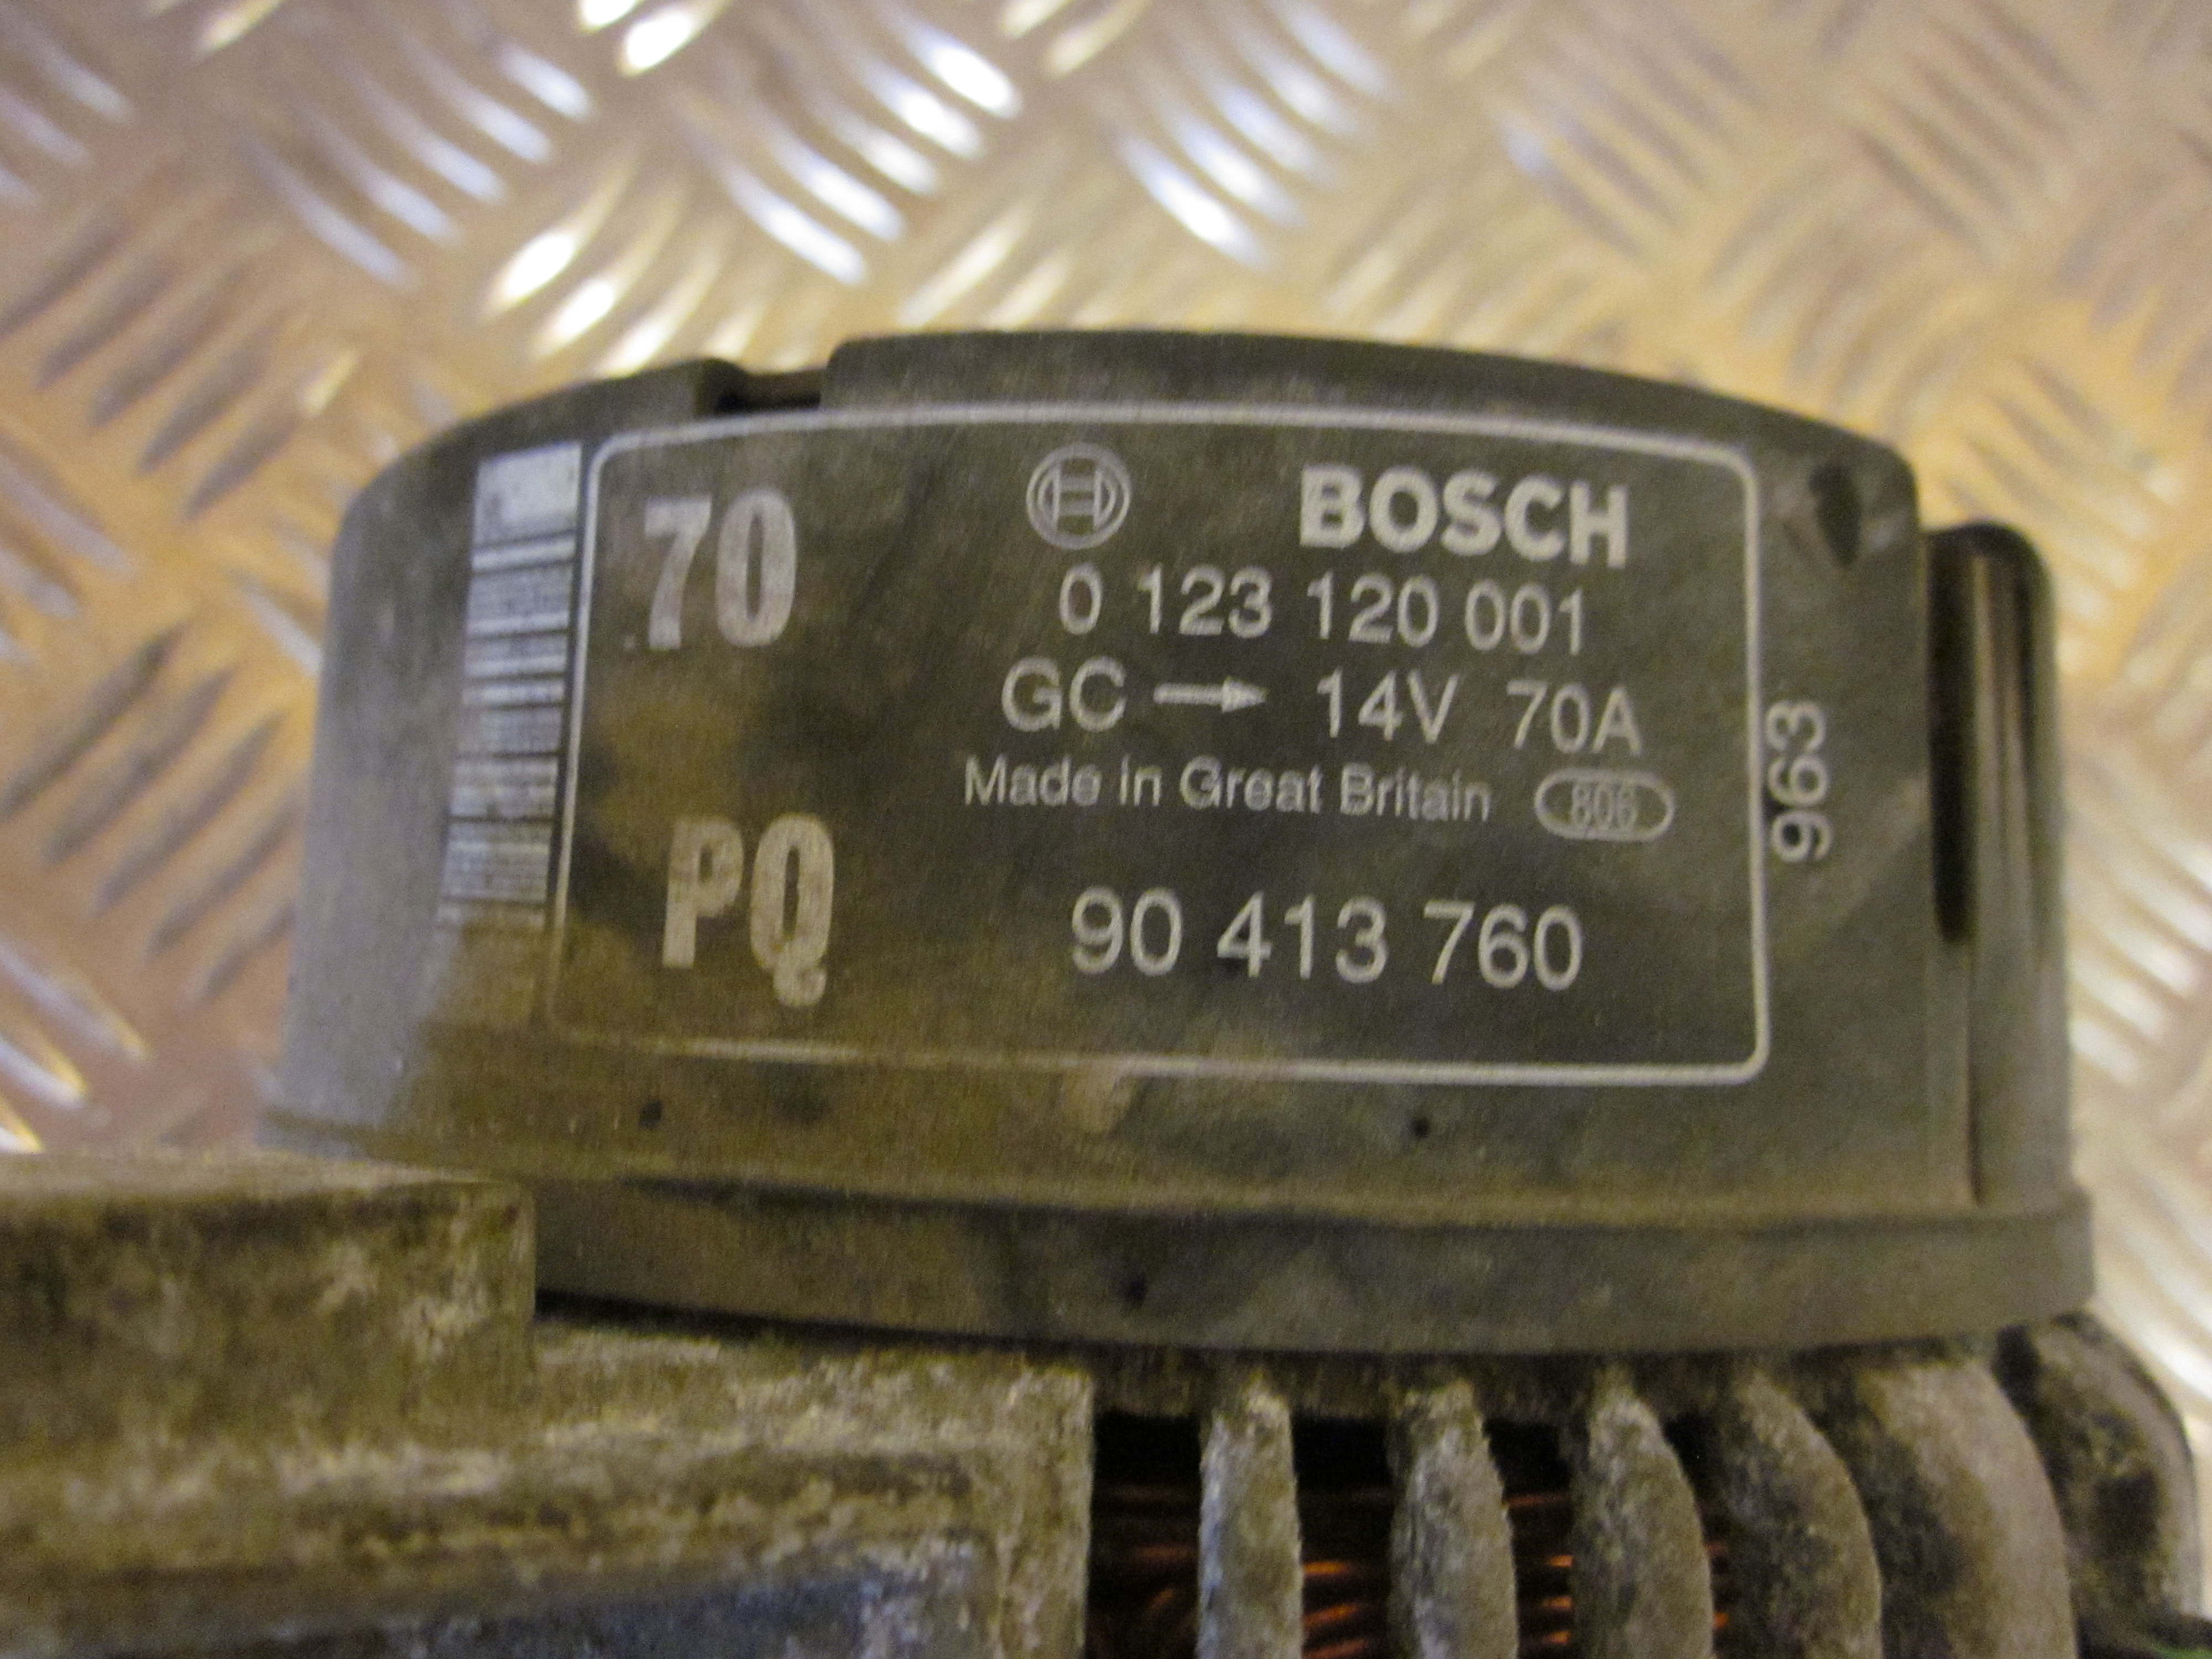 70 BOSCH
0 123 120 001
GC → 14V 70A
Made in Great Britain 806
PQ 90 413 760
963